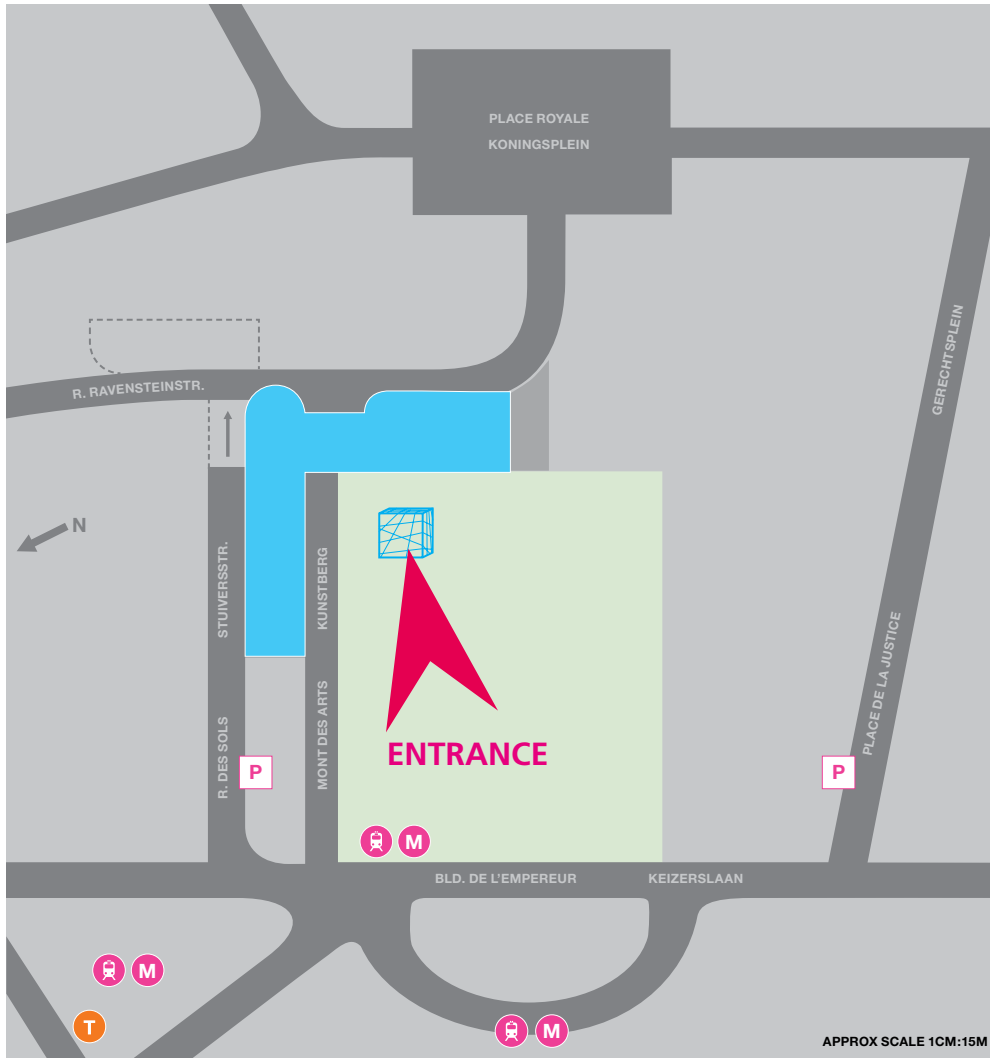 PLACE ROYALE
KONINGSPLEIN
R. RAVENSTEINSTR.
GERECHTSPLEIN
N
STUIVERSSTR.
KUNSTBERG
R. DES SOLS
MONT DES ARTS
PLACE DE LA JUSTICE
ENTRANCE
P
P
M
BLD. DE L'EMPEREUR
KEIZERSLAAN
M
T
M
APPROX SCALE 1CM:15M